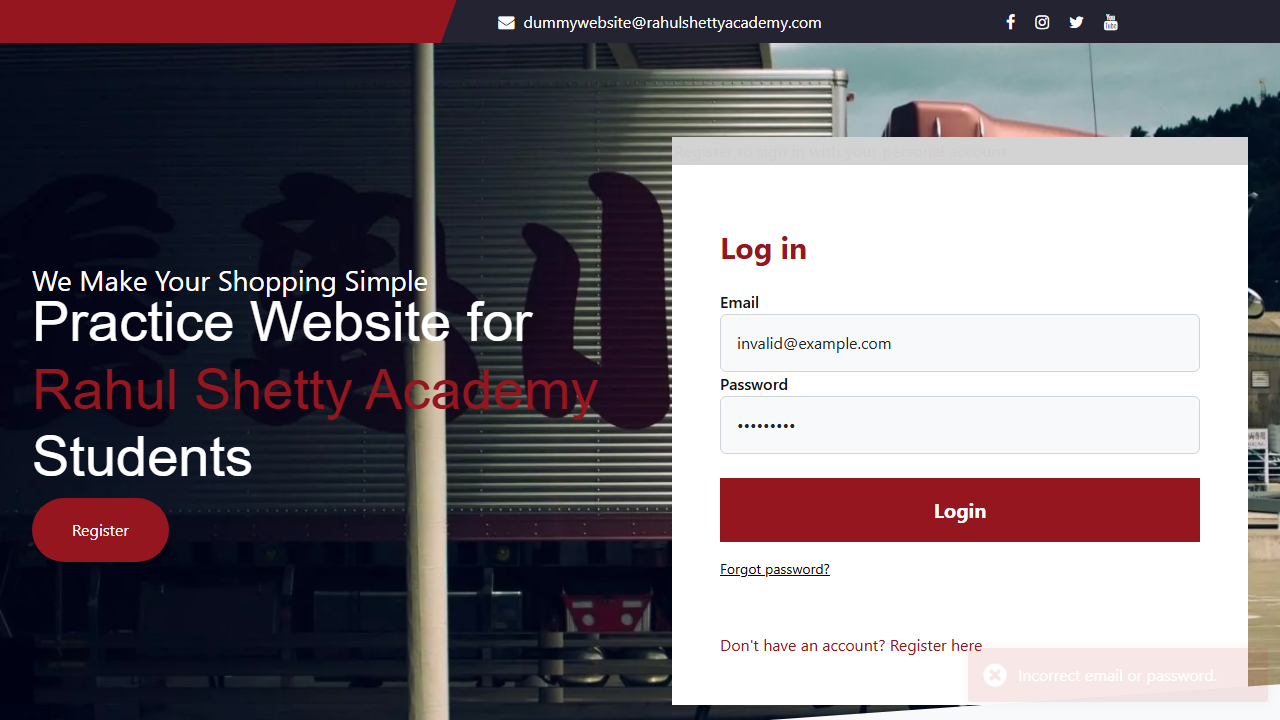 dummywebsite@rahulshettyacademy.com
We Make Your Shopping Simple
Practice Website for
Rahul Shetty Academy
Students
Register
Register to sign in with your personal account
Log in
Email
invalid@example.com
Password
•••••••••
Login
Forgot password?
Don't have an account? Register here
Incorrect email or password.